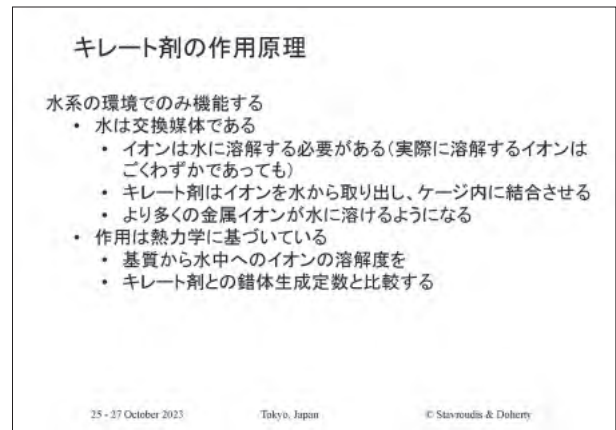 キレート剤の作用原理
水系の環境でのみ機能する
• 水は交換媒体である
• イオンは水に溶解する必要がある(実際に溶解するイオンは
ごくわずかであっても)
• キレート剤はイオンを水から取り出し、ケージ内に結合させる
• より多くの金属イオンが水に溶けるようになる
• 作用は熱力学に基づいている
• 基質から水中へのイオンの溶解度を
• キレート剤との錯体生成定数と比較する
25 - 27 October 2023 Tokyo, Japan © Stavroudis & Doherty